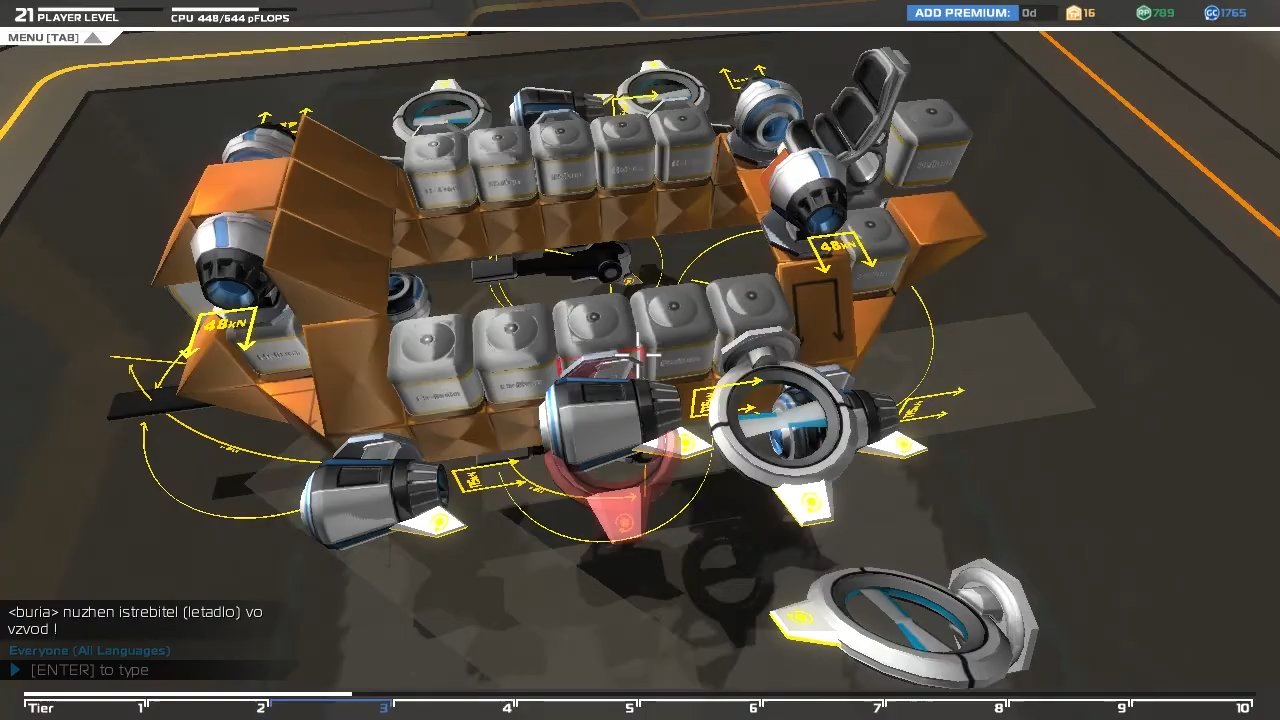 21 PLAYER LEVEL
CPU 448/644 pFLOPS
ADD PREMIUM: 0d
16
RP 789
GC 1765
MENU [TAB]
48kN
48kN
<buria> nuzhen istrebitel (letadlo) vo
vzvod !
Everyone (All Languages)
[ENTER] to type
Tier 1 2 3 4 5 6 7 8 9 10